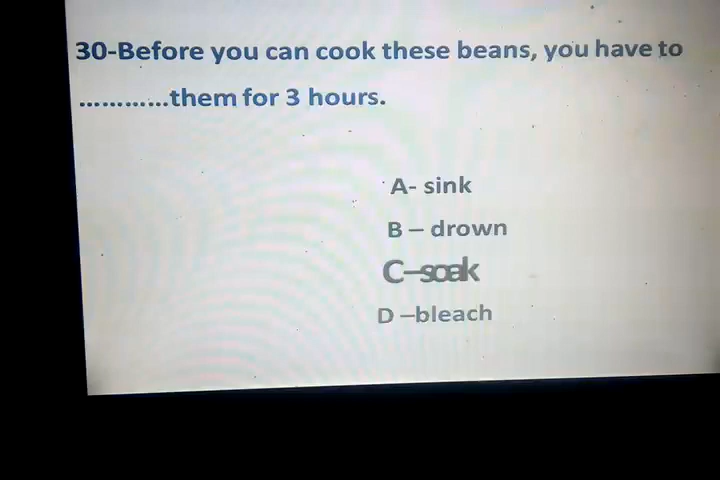 30-Before you can cook these beans, you have to
.............them for 3 hours.
A- sink
B – drown
C–soak
D –bleach